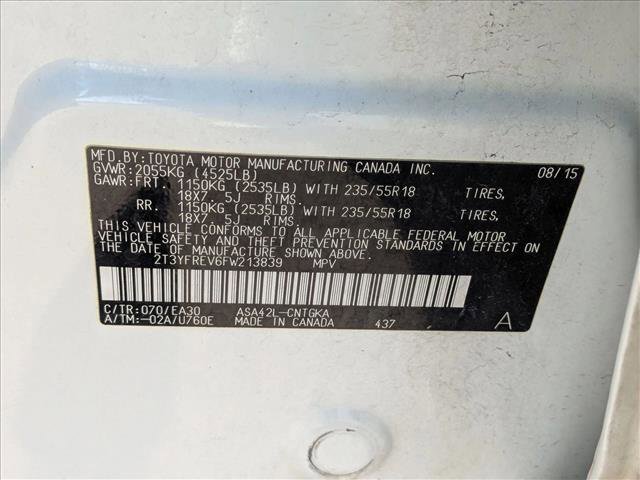 MFD.BY:TOYOTA MOTOR MANUFACTURING CANADA INC. 08/15
GVWR:2055KG (4525LB)
GAWR:FRT. 1150KG (2535LB) WITH 235/55R18 TIRES,
18X7. 5J RIMS.
RR. 1150KG (2535LB) WITH 235/55R18 TIRES,
18X7. 5J RIMS.
THIS VEHICLE CONFORMS TO ALL APPLICABLE FEDERAL MOTOR
VEHICLE SAFETY AND THEFT PREVENTION STANDARDS IN EFFECT ON
THE DATE OF MANUFACTURE SHOWN ABOVE.
2T3YFREV6FW213839 MPV
C/TR:070/EA30 ASA42L-CNTGKA
A/TM:-02A/U760E MADE IN CANADA 437 A